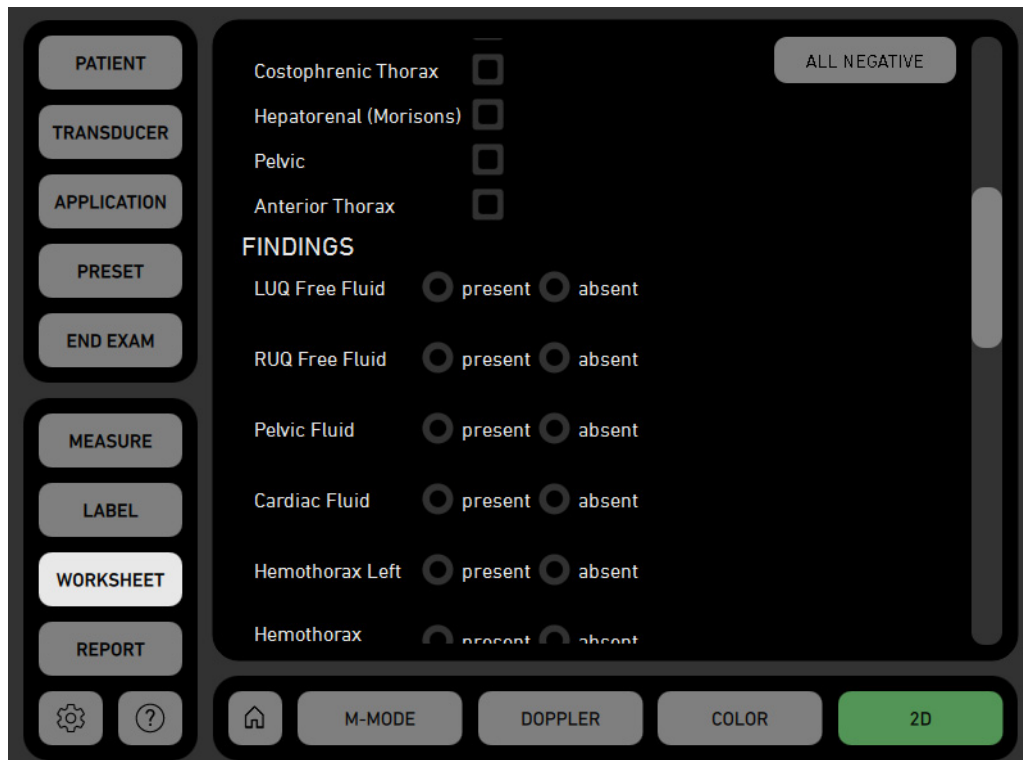 PATIENT
TRANSDUCER
APPLICATION
PRESET
END EXAM
MEASURE
LABEL
WORKSHEET
REPORT
ALL NEGATIVE
Costophrenic Thorax
Hepatorenal (Morisons)
Pelvic
Anterior Thorax
FINDINGS
LUQ Free Fluid present absent
RUQ Free Fluid present absent
Pelvic Fluid present absent
Cardiac Fluid present absent
Hemothorax Left present absent
Hemothorax present absent
M-MODE DOPPLER COLOR 2D